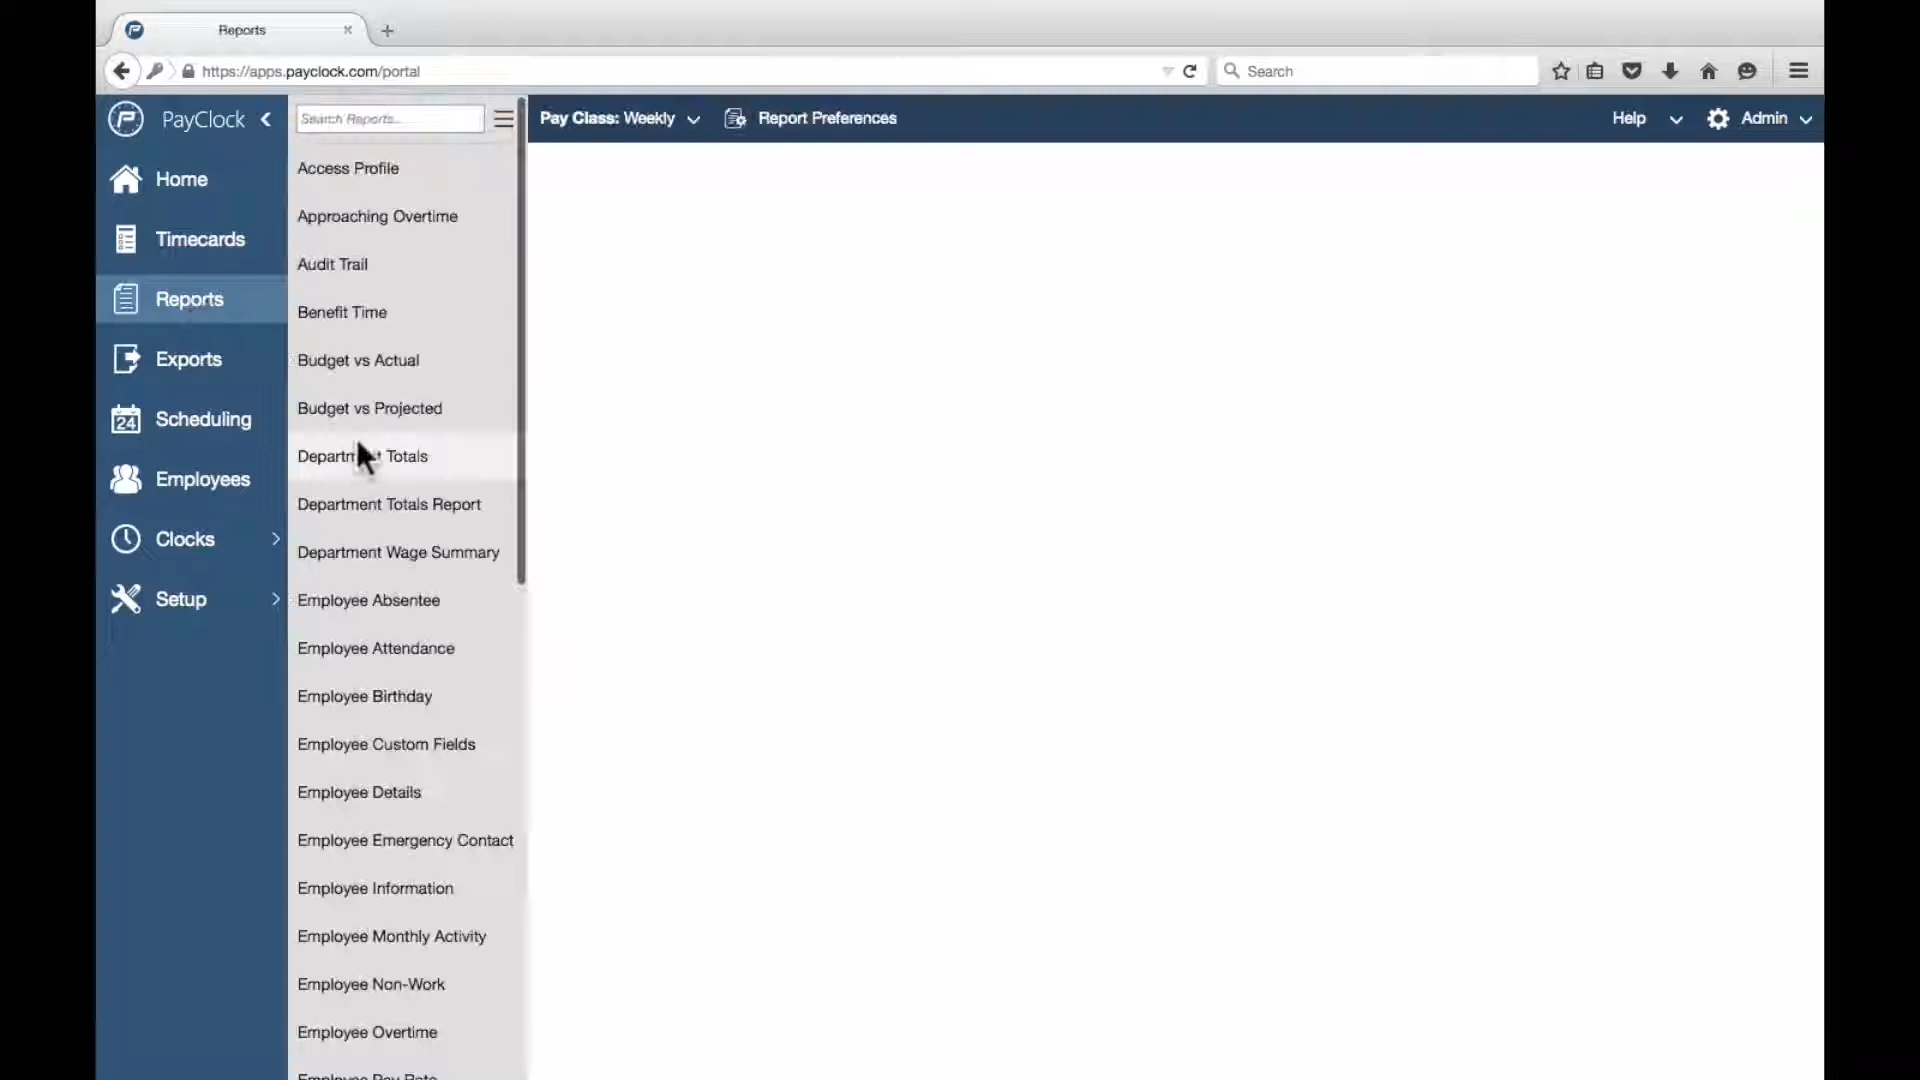 Reports
https://apps.payclock.com/portal
Search
PayClock
Search Reports...
Pay Class: Weekly
Report Preferences
Help
Admin
Home
Timecards
Reports
Exports
24
Scheduling
Employees
Clocks
Setup
Access Profile
Approaching Overtime
Audit Trail
Benefit Time
Budget vs Actual
Budget vs Projected
Totals
Department Totals Report
Department Wage Summary
Employee Absentee
Employee Attendance
Employee Birthday
Employee Custom Fields
Employee Details
Employee Emergency Contact
Employee Information
Employee Monthly Activity
Employee Non-Work
Employee Overtime